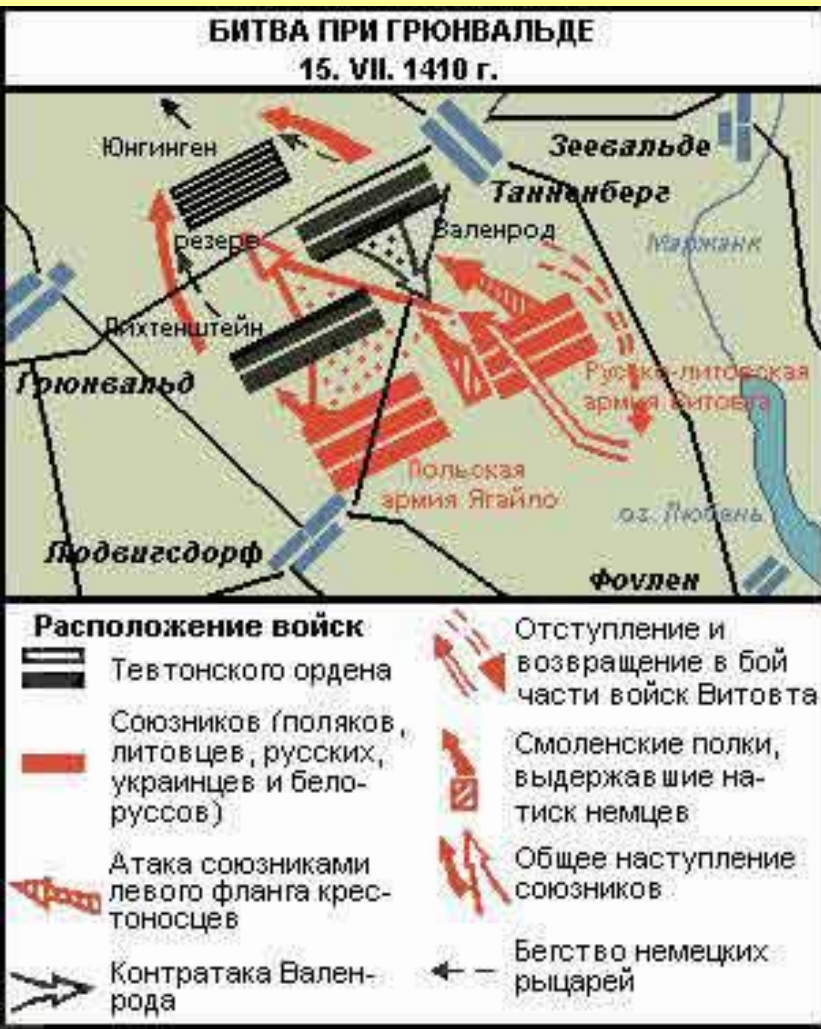 БИТВА ПРИ ГРЮНВАЛЬДЕ
15. VII. 1410 г.
Юнгинген
Зеевальде
Танненберг
резерв
Валенрод
Маржанк
Лихтенштейн
Грюнвальд
Русско-литовская
армия Витовта
Польская
армия Ягайло
оз. Любень
Людвигсдорф
Фоулен
Расположение войск
Тевтонского ордена
Союзников (поляков,
литовцев, русских,
украинцев и бело-
руссов)
Атака союзниками
левого фланга крес-
тоносцев
Контратака Вален-
рода
Отступление и
возвращение в бой
части войск Витовта
Смоленские полки,
выдержавшие на-
тиск немцев
Общее наступление
союзников
Бегство немецких
рыцарей